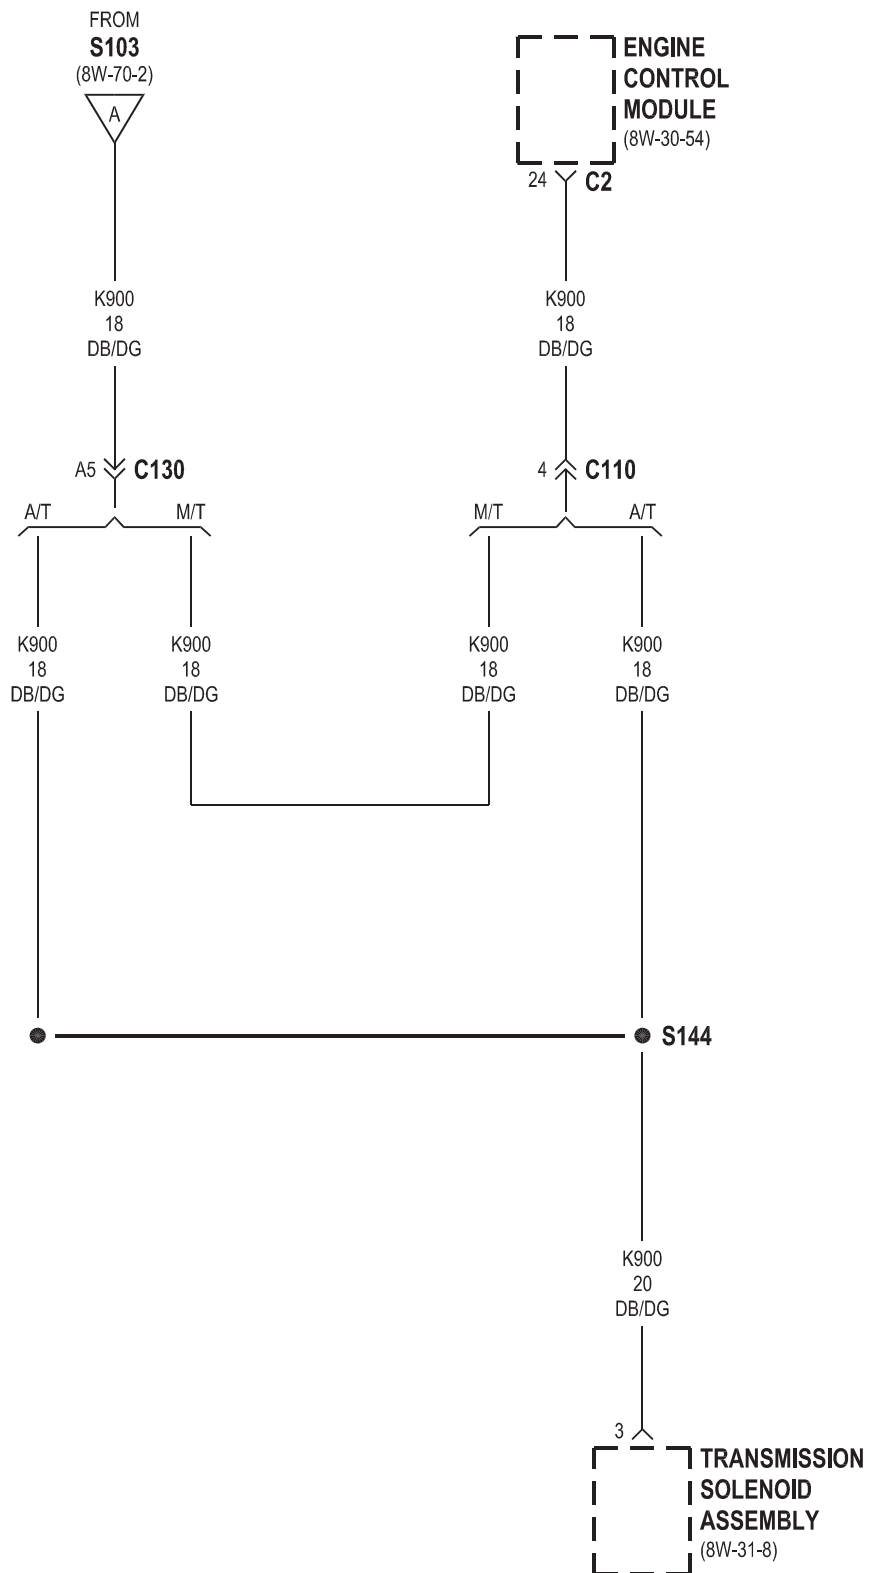 FROM
S103
(8W-70-2)
A
ENGINE
CONTROL
MODULE
(8W-30-54)
24
C2
K900
18
DB/DG
K900
18
DB/DG
A5
C130
4
C110
A/T
M/T
M/T
A/T
K900
18
DB/DG
K900
18
DB/DG
K900
18
DB/DG
K900
18
DB/DG
S144
K900
20
DB/DG
3
TRANSMISSION
SOLENOID
ASSEMBLY
(8W-31-8)